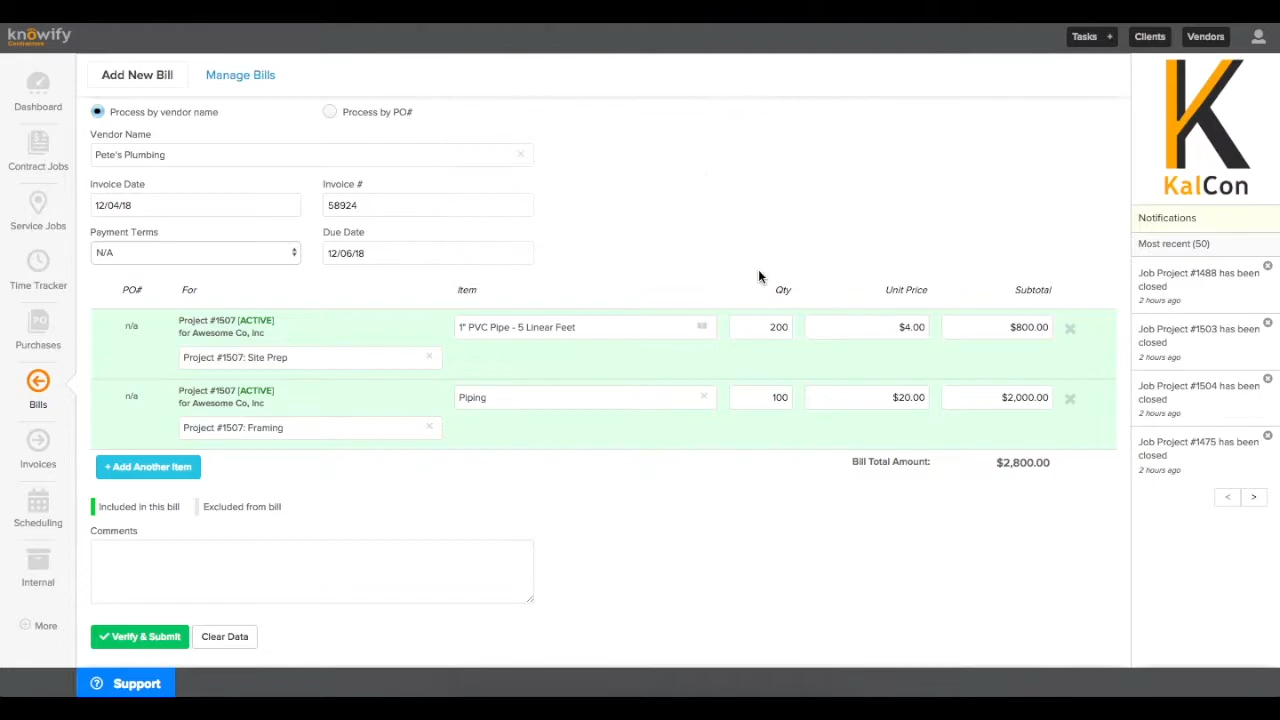 knowify
Contractors
Tasks +
Clients
Vendors
Dashboard
Contract Jobs
Service Jobs
Time Tracker
PO
Purchases
Bills
Invoices
Scheduling
Internal
More
Add New Bill
Manage Bills
Process by vendor name
Process by PO#
Vendor Name
Pete's Plumbing
Invoice Date
Invoice #
12/04/18
58924
Payment Terms
Due Date
N/A
12/06/18
PO# For Item Qty Unit Price Subtotal
n/a
Project #1507 [ACTIVE]
for Awesome Co, Inc
Project #1507: Site Prep
1" PVC Pipe - 5 Linear Feet
200
$4.00
$800.00
n/a
Project #1507 [ACTIVE]
for Awesome Co, Inc
Project #1507: Framing
Piping
100
$20.00
$2,000.00
+ Add Another Item
Bill Total Amount: $2,800.00
Included in this bill
Excluded from bill
Comments
Verify & Submit
Clear Data
Support
KalCon
Notifications
Most recent (50)
Job Project #1488 has been
closed
2 hours ago
Job Project #1503 has been
closed
2 hours ago
Job Project #1504 has been
closed
2 hours ago
Job Project #1475 has been
closed
2 hours ago
< >